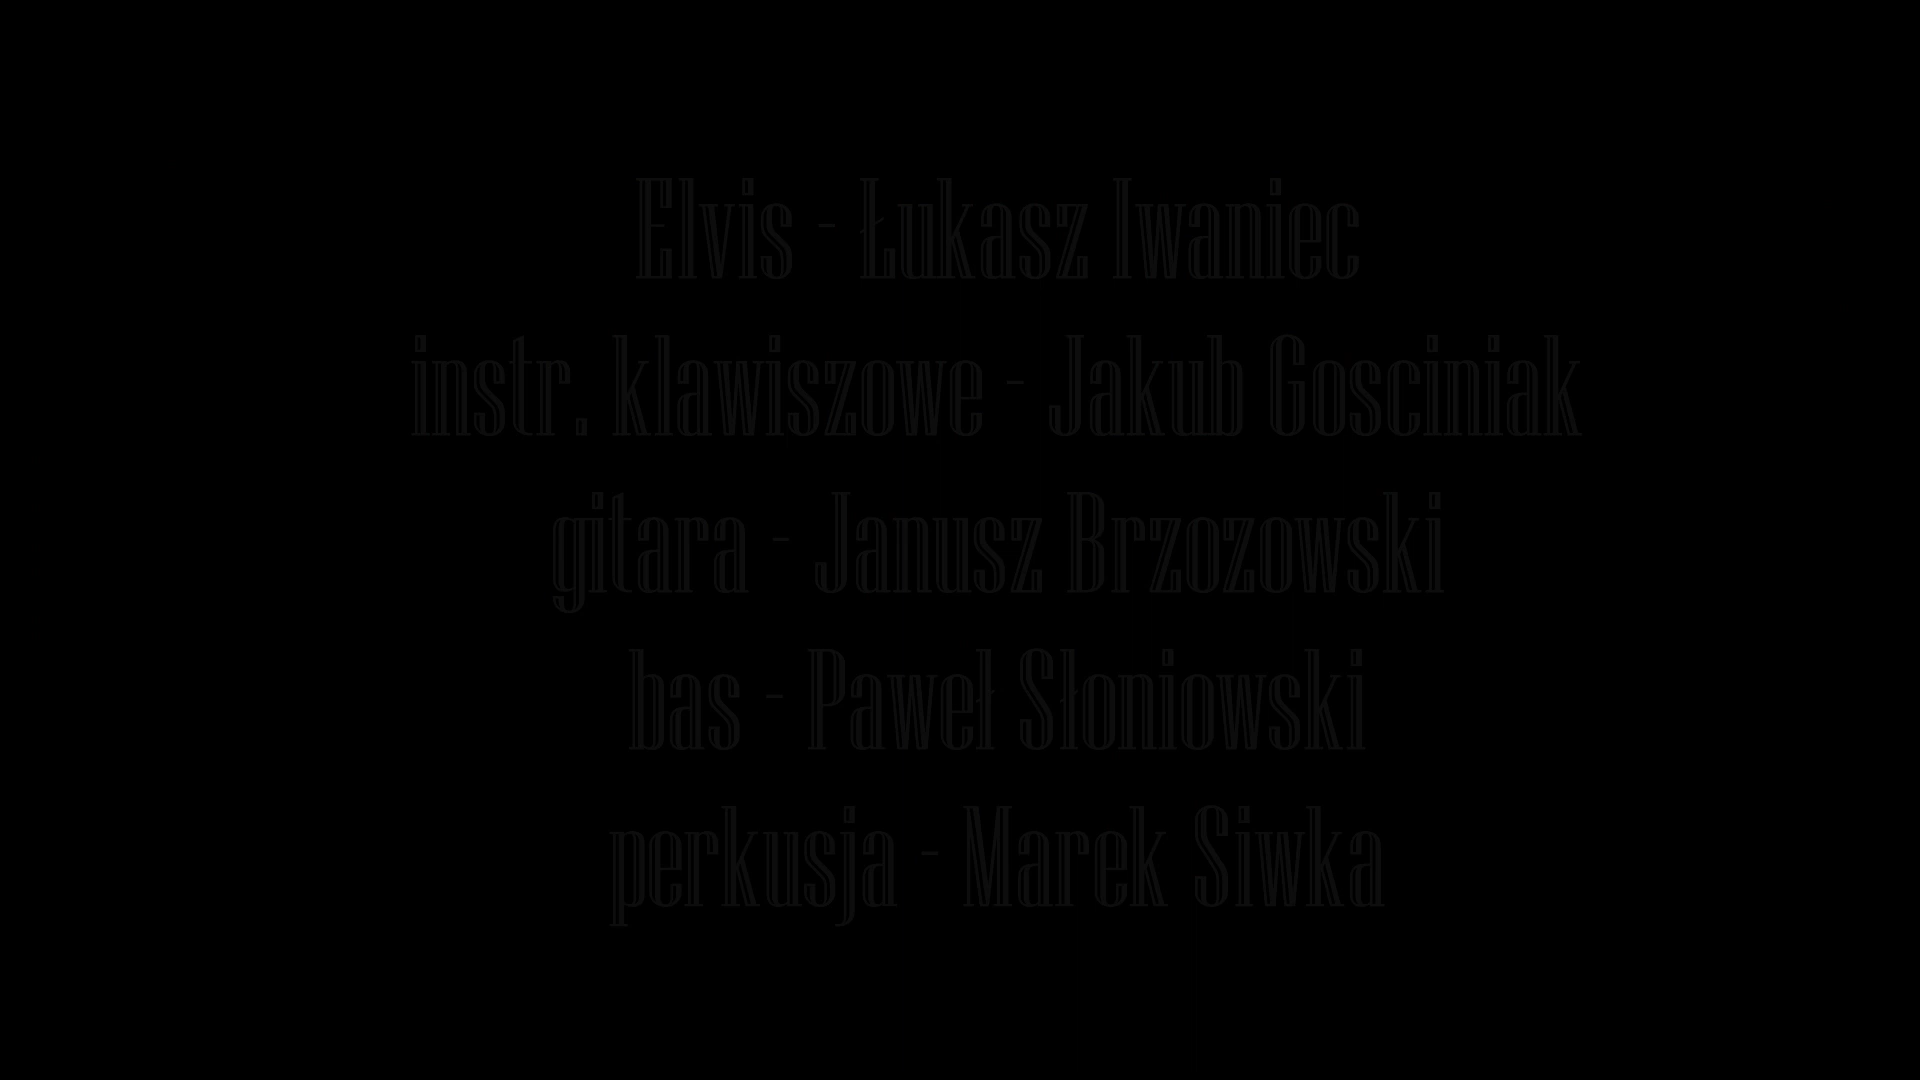 Elvis - Łukasz Iwaniec
instr. klawiszowe - Jakub Gosciniak
gitara - Janusz Brzozowski
bas - Paweł Słoniowski
perkusja - Marek Siwka